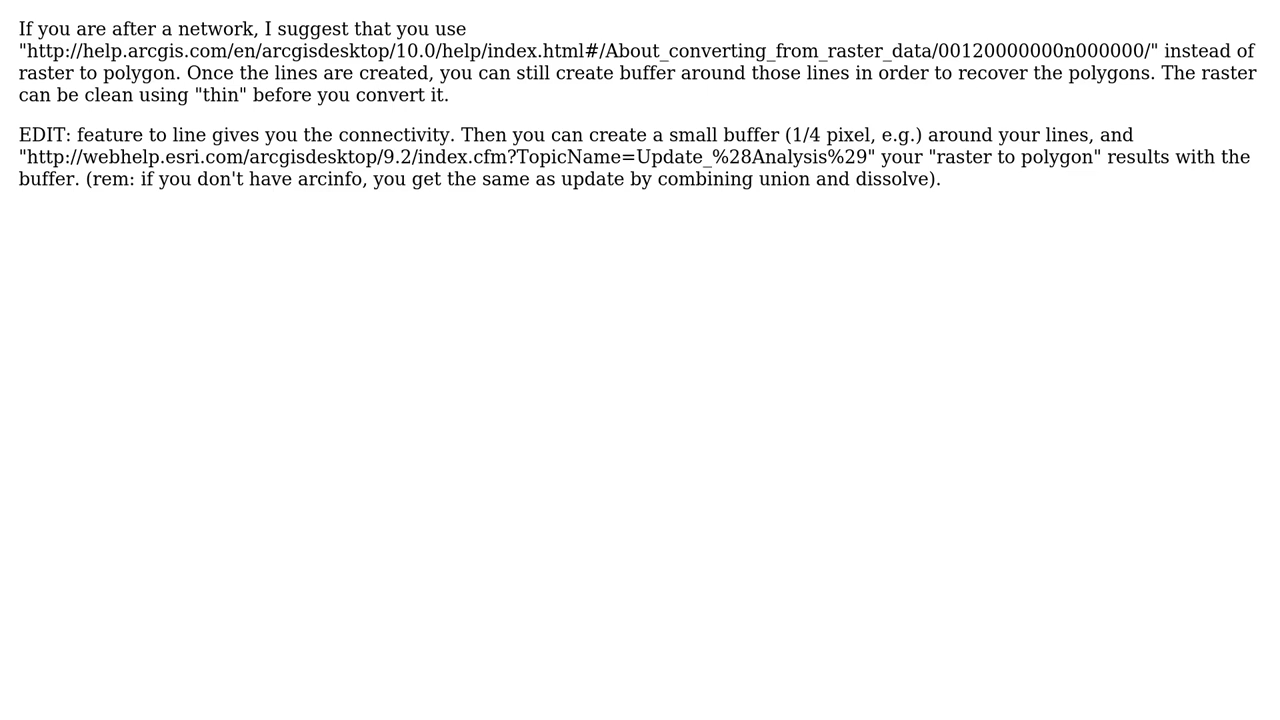 If you are after a network, I suggest that you use
"http://help.arcgis.com/en/arcgisdesktop/10.0/help/index.html#/About_converting_from_raster_data/00120000000n000000/" instead of
raster to polygon. Once the lines are created, you can still create buffer around those lines in order to recover the polygons. The raster
can be clean using "thin" before you convert it.
EDIT: feature to line gives you the connectivity. Then you can create a small buffer (1/4 pixel, e.g.) around your lines, and
"http://webhelp.esri.com/arcgisdesktop/9.2/index.cfm?TopicName=Update_%28Analysis%29" your "raster to polygon" results with the
buffer. (rem: if you don't have arcinfo, you get the same as update by combining union and dissolve).